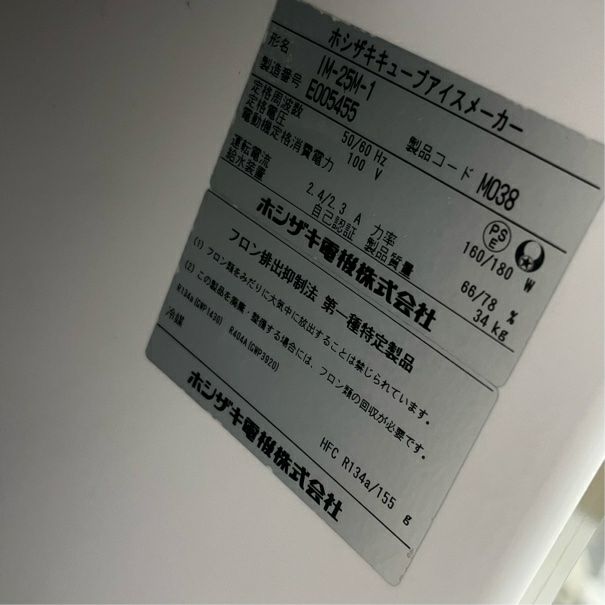 ホシザキキューブアイスメーカー
形名 IM-25M-1 製品コード M038
製造番号 E005455
定格周波数 50/60 Hz
定格電圧 100 V
電動機定格消費電力 160/180 W
運転電流 2.4/2.3 A 力率 66/78 %
給水装置 自己認証 製品質量 34 kg
PSE
ホシザキ電機株式会社
フロン排出抑制法 第一種特定製品
(1) フロン類をみだりに大気中に放出することは禁じられています。
(2) この製品を廃棄・整備する場合には、フロン類の回収が必要です。
R134a(GWP1430) R404A(GWP3920)
冷媒 HFC R134a/155 g
ホシザキ電機株式会社